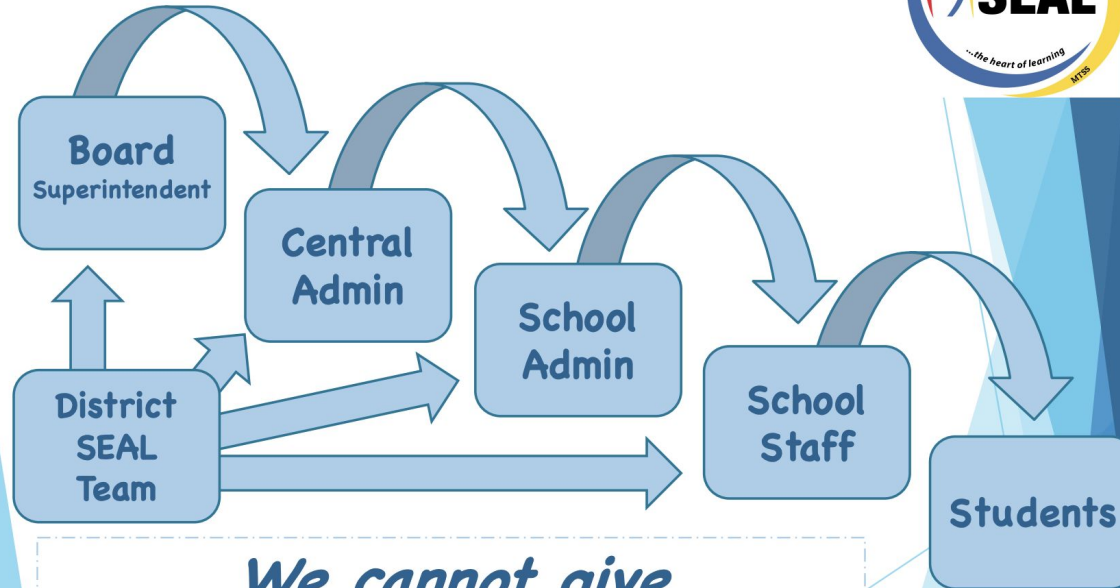 SEAL
...the heart of learning
MTSS
Board
Superintendent
Central
Admin
School
Admin
School
Staff
Students
District
SEAL
Team
We cannot give